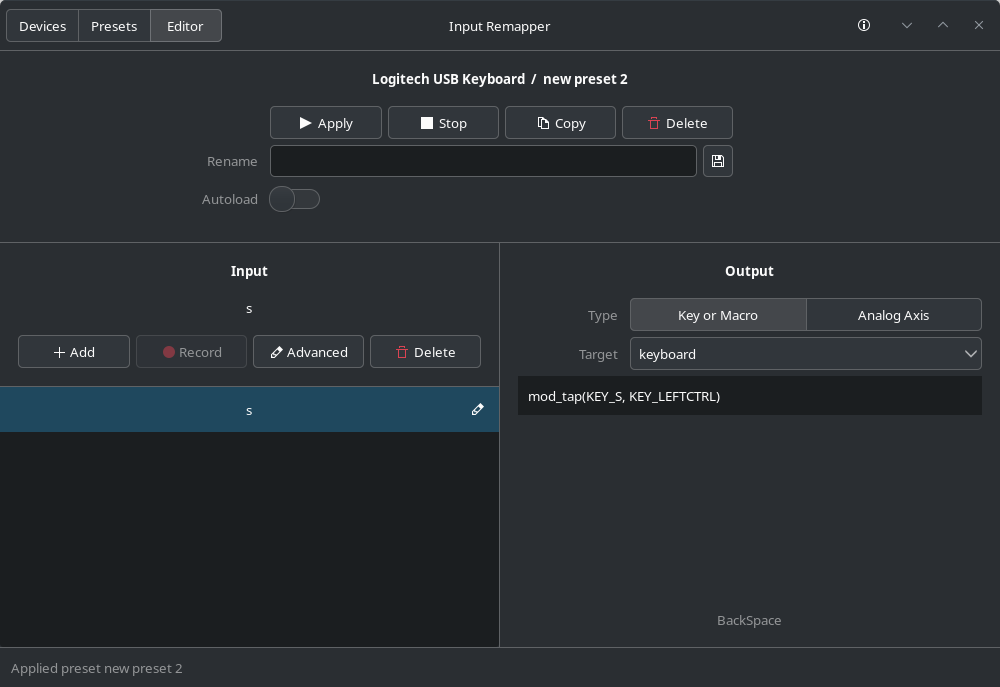 Devices Presets Editor Input Remapper
Logitech USB Keyboard / new preset 2
Apply Stop Copy Delete
Rename
Autoload
Input
s
Add Record Advanced Delete
s
Output
Type Key or Macro Analog Axis
Target keyboard
mod_tap(KEY_S, KEY_LEFTCTRL)
BackSpace
Applied preset new preset 2